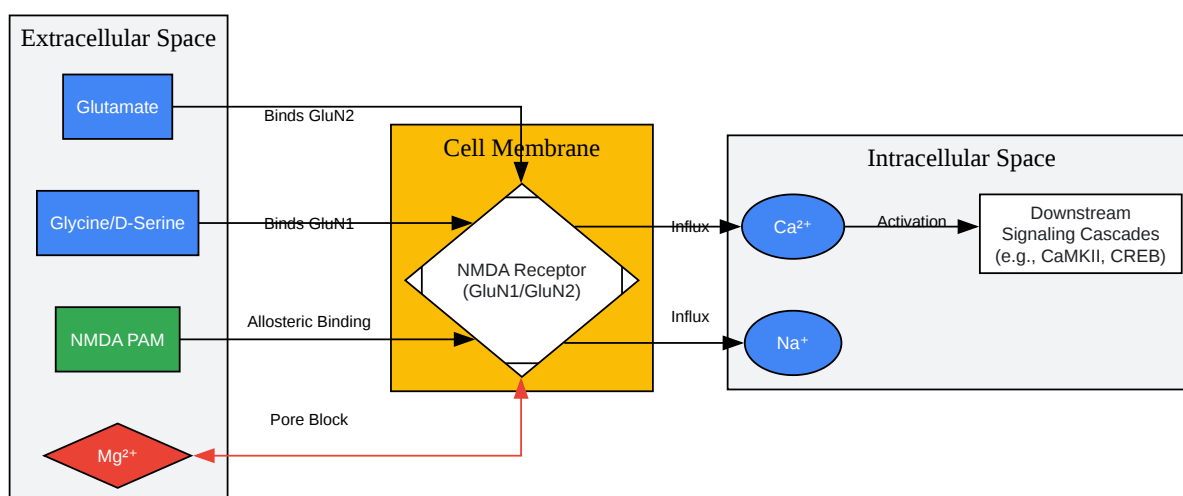 Extracellular Space
Glutamate
Binds GluN2
Glycine/D-Serine
Binds GluN1
NMDA PAM
Allosteric Binding
Mg²⁺
Pore Block
Cell Membrane
NMDA Receptor
(GluN1/GluN2)
Influx
Influx
Intracellular Space
Ca²⁺
Activation
Downstream
Signaling Cascades
(e.g., CaMKII, CREB)
Na⁺